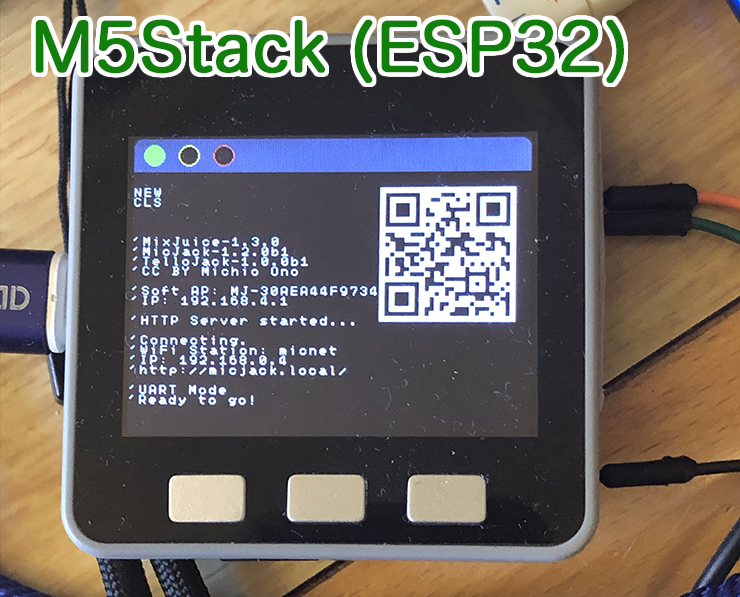 M5Stack (ESP32)
NEW
CLS
'MixJuice-1.3.0
'MicJack-1.2.0b1
'TelloJack-1.0.0b1
'CC BY Michio Ono
'Soft AP: MJ-30AEA44F9734
'IP: 192.168.4.1
'HTTP Server started...
'Connecting.
'WiFi Station: micnet
'IP: 192.168.0.4
'http://micjack.local/
'UART Mode
'Ready to go!